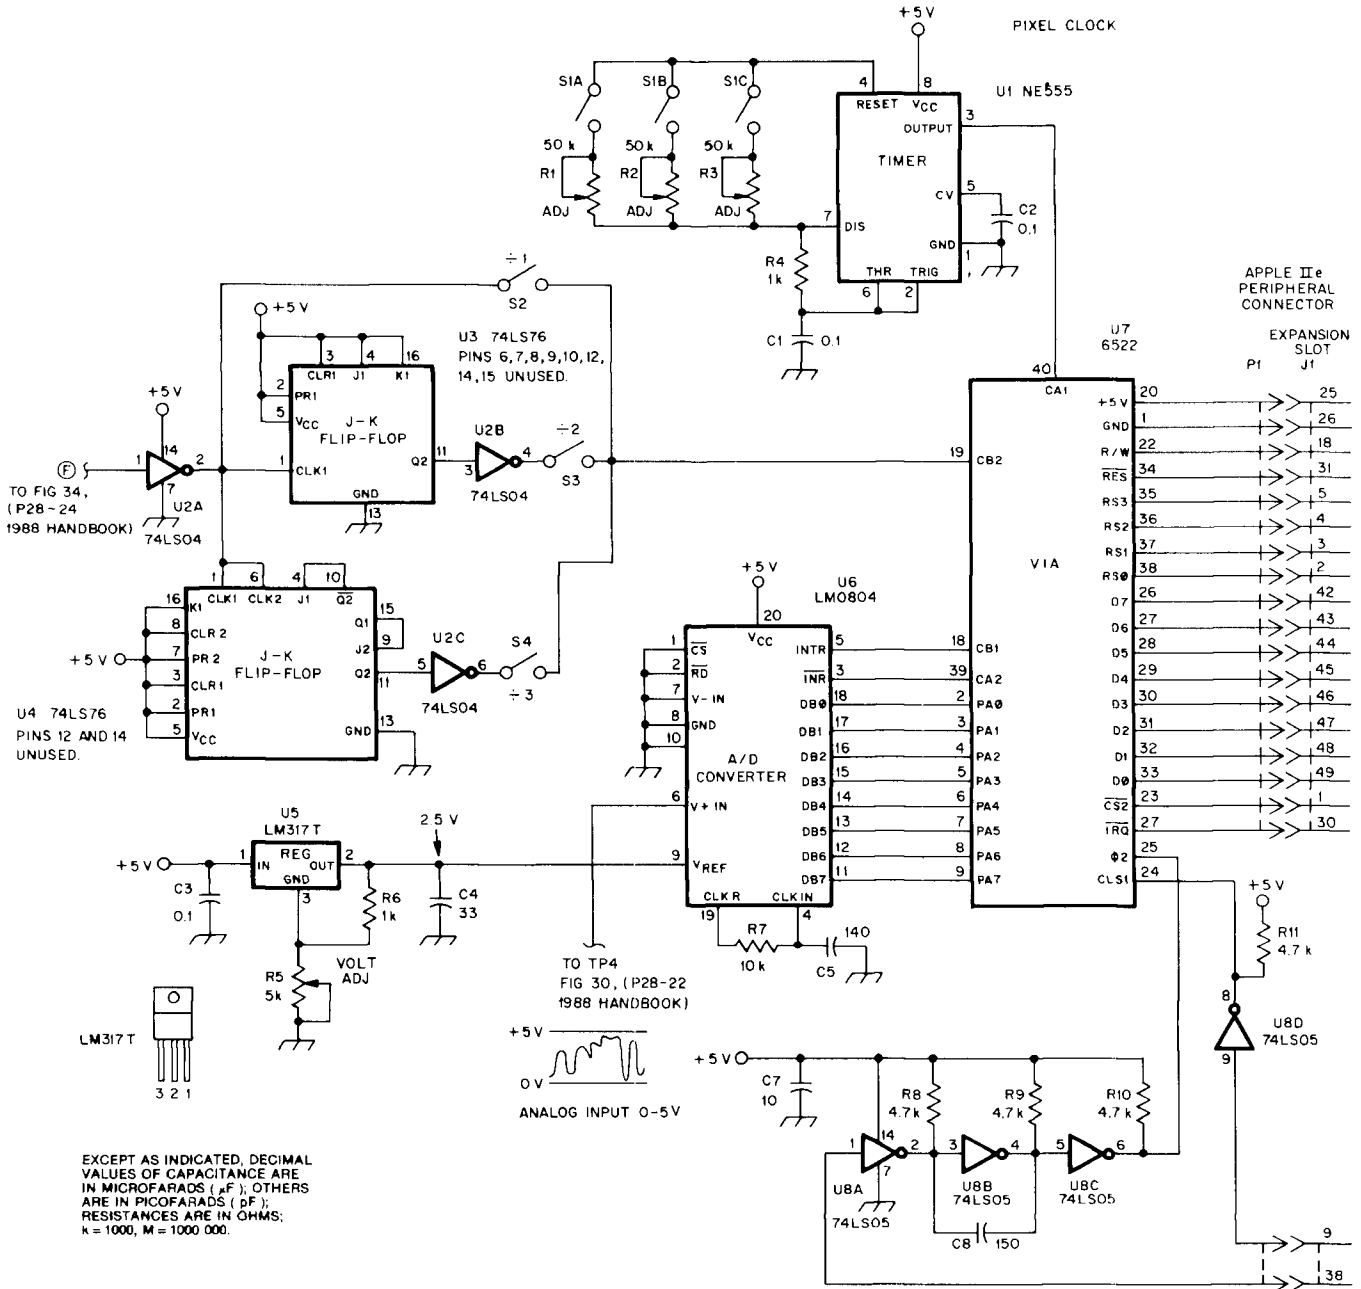 +5V
PIXEL CLOCK
S1A
S1B
S1C
4
8
RESET
VCC
U1 NE555
OUTPUT
3
TIMER
50 k
50 k
50 k
R1
R2
R3
ADJ
ADJ
ADJ
CV
5
C2
0.1
7
DIS
GND
1
R4
1k
THR
TRIG
6
2
C1
0.1
÷1
S2
+5V
U3 74LS76
PINS 6,7,8,9,10,12,
14,15 UNUSED.
3
4
16
CLR1
J1
K1
2
PR1
5
VCC
J-K
FLIP-FLOP
1
CLK1
Q2
11
GND
13
U2B
3
4
74LS04
÷2
S3
+5V
14
1
2
7
U2A
74LS04
F
TO FIG 34,
(P28-24
1988 HANDBOOK)
1
6
4
10
CLK1
CLK2
J1
Q̅2̅
16
K1
8
CLR 2
7
PR 2
3
CLR1
2
PR1
5
VCC
+5V
J-K
FLIP-FLOP
Q1
15
J2
9
Q2
11
GND
13
U4 74LS76
PINS 12 AND 14
UNUSED.
U2C
5
6
74LS04
S4
÷3
U5
LM317T
+5V
1
IN
REG
OUT
2
GND
3
C3
0.1
R6
1k
2.5 V
C4
33
R5
5k
VOLT
ADJ
LM317T
3 2 1
+5V
U6
LM0804
20
VCC
1
C̅S̅
2
R̅D̅
7
V-IN
8
GND
10
A/D
CONVERTER
6
V+IN
9
VREF
CLKR
CLKIN
19
4
INTR
5
I̅N̅R̅
3
DB0
18
DB1
17
DB2
16
DB3
15
DB4
14
DB5
13
DB6
12
DB7
11
R7
10k
140
C5
TO TP4
FIG 30, (P28-22
1988 HANDBOOK)
+5V
0V
ANALOG INPUT 0-5V
APPLE IIe
PERIPHERAL
CONNECTOR
U7
6522
EXPANSION
SLOT
P1
J1
40
CA1
VIA
19
CB2
18
CB1
39
CA2
2
PA0
3
PA1
4
PA2
5
PA3
6
PA4
7
PA5
8
PA6
9
PA7
+5V
20
25
GND
1
26
R/W
22
18
R̅E̅S̅
34
31
RS3
35
5
RS2
36
4
RS1
37
3
RS0
38
2
D7
26
42
D6
27
43
D5
28
44
D4
29
45
D3
30
46
D2
31
47
D1
32
48
D0
33
49
C̅S̅2̅
23
1
I̅R̅Q̅
27
30
Φ2
25
CLS1
24
+5V
R11
4.7 k
8
U8D
74LS05
9
+5V
C7
10
R8
4.7k
R9
4.7k
R10
4.7k
1
14
2
7
U8A
74LS05
3
4
U8B
74LS05
5
6
U8C
74LS05
C8
150
9
38
EXCEPT AS INDICATED, DECIMAL
VALUES OF CAPACITANCE ARE
IN MICROFARADS ( µF ); OTHERS
ARE IN PICOFARADS ( pF );
RESISTANCES ARE IN OHMS;
k = 1000, M = 1000 000.